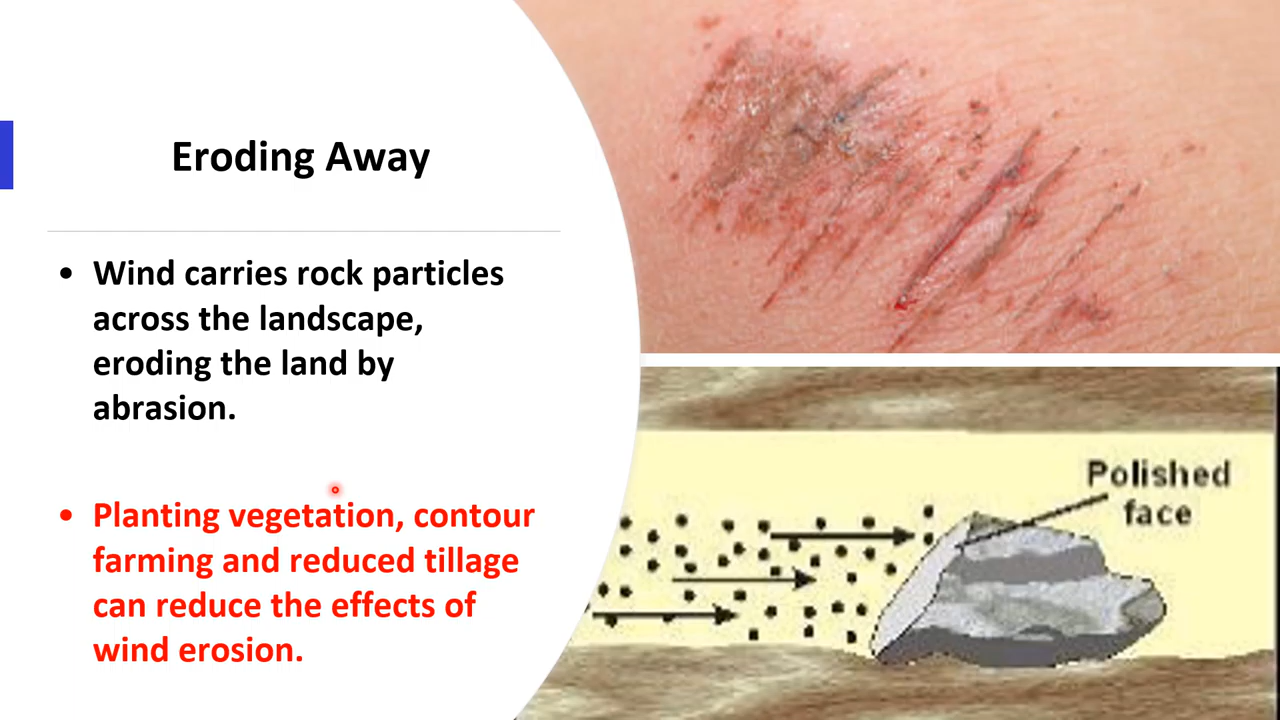 Eroding Away
• Wind carries rock particles
across the landscape,
eroding the land by
abrasion.
• Planting vegetation, contour
farming and reduced tillage
can reduce the effects of
wind erosion.
Polished
face